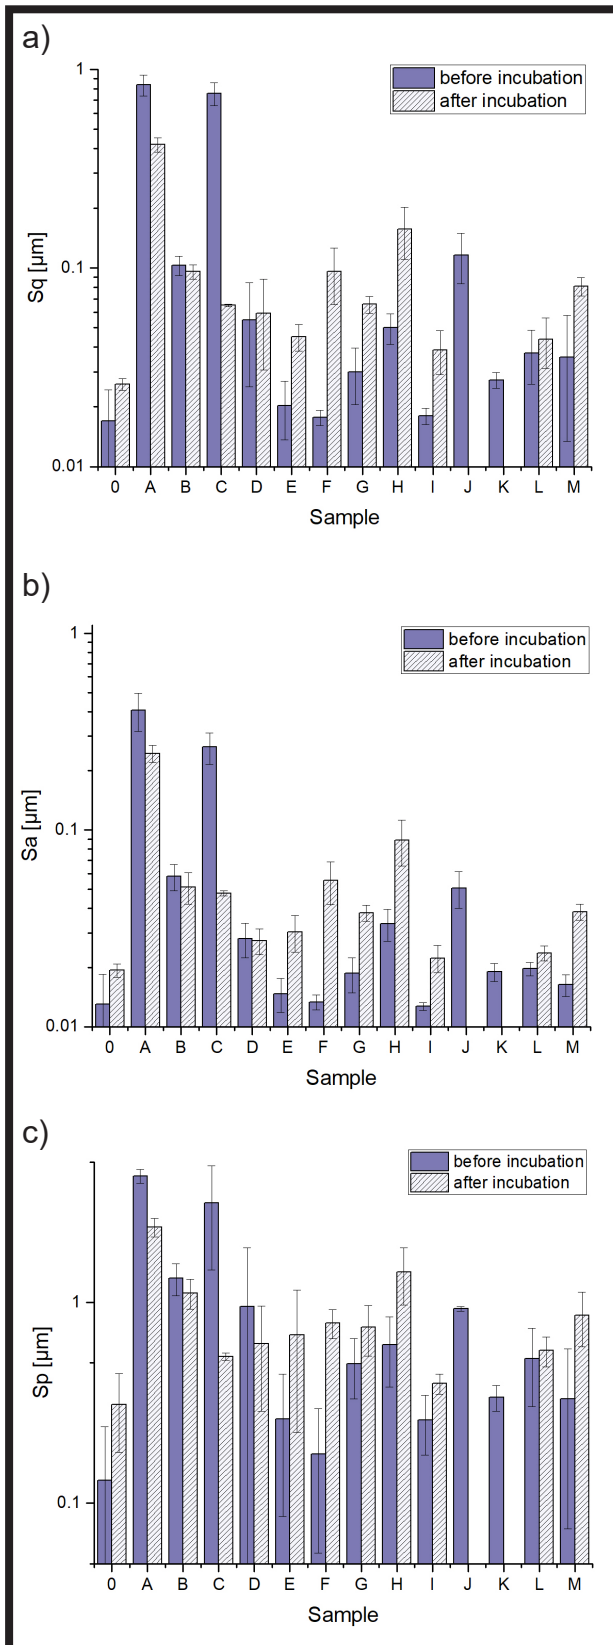 a)
before incubation
after incubation
1
0.1
0.01
Sq [µm]
0 A B C D E F G H I J K L M
Sample
b)
before incubation
after incubation
1
0.1
0.01
Sa [µm]
0 A B C D E F G H I J K L M
Sample
c)
before incubation
after incubation
1
0.1
Sp [µm]
0 A B C D E F G H I J K L M
Sample